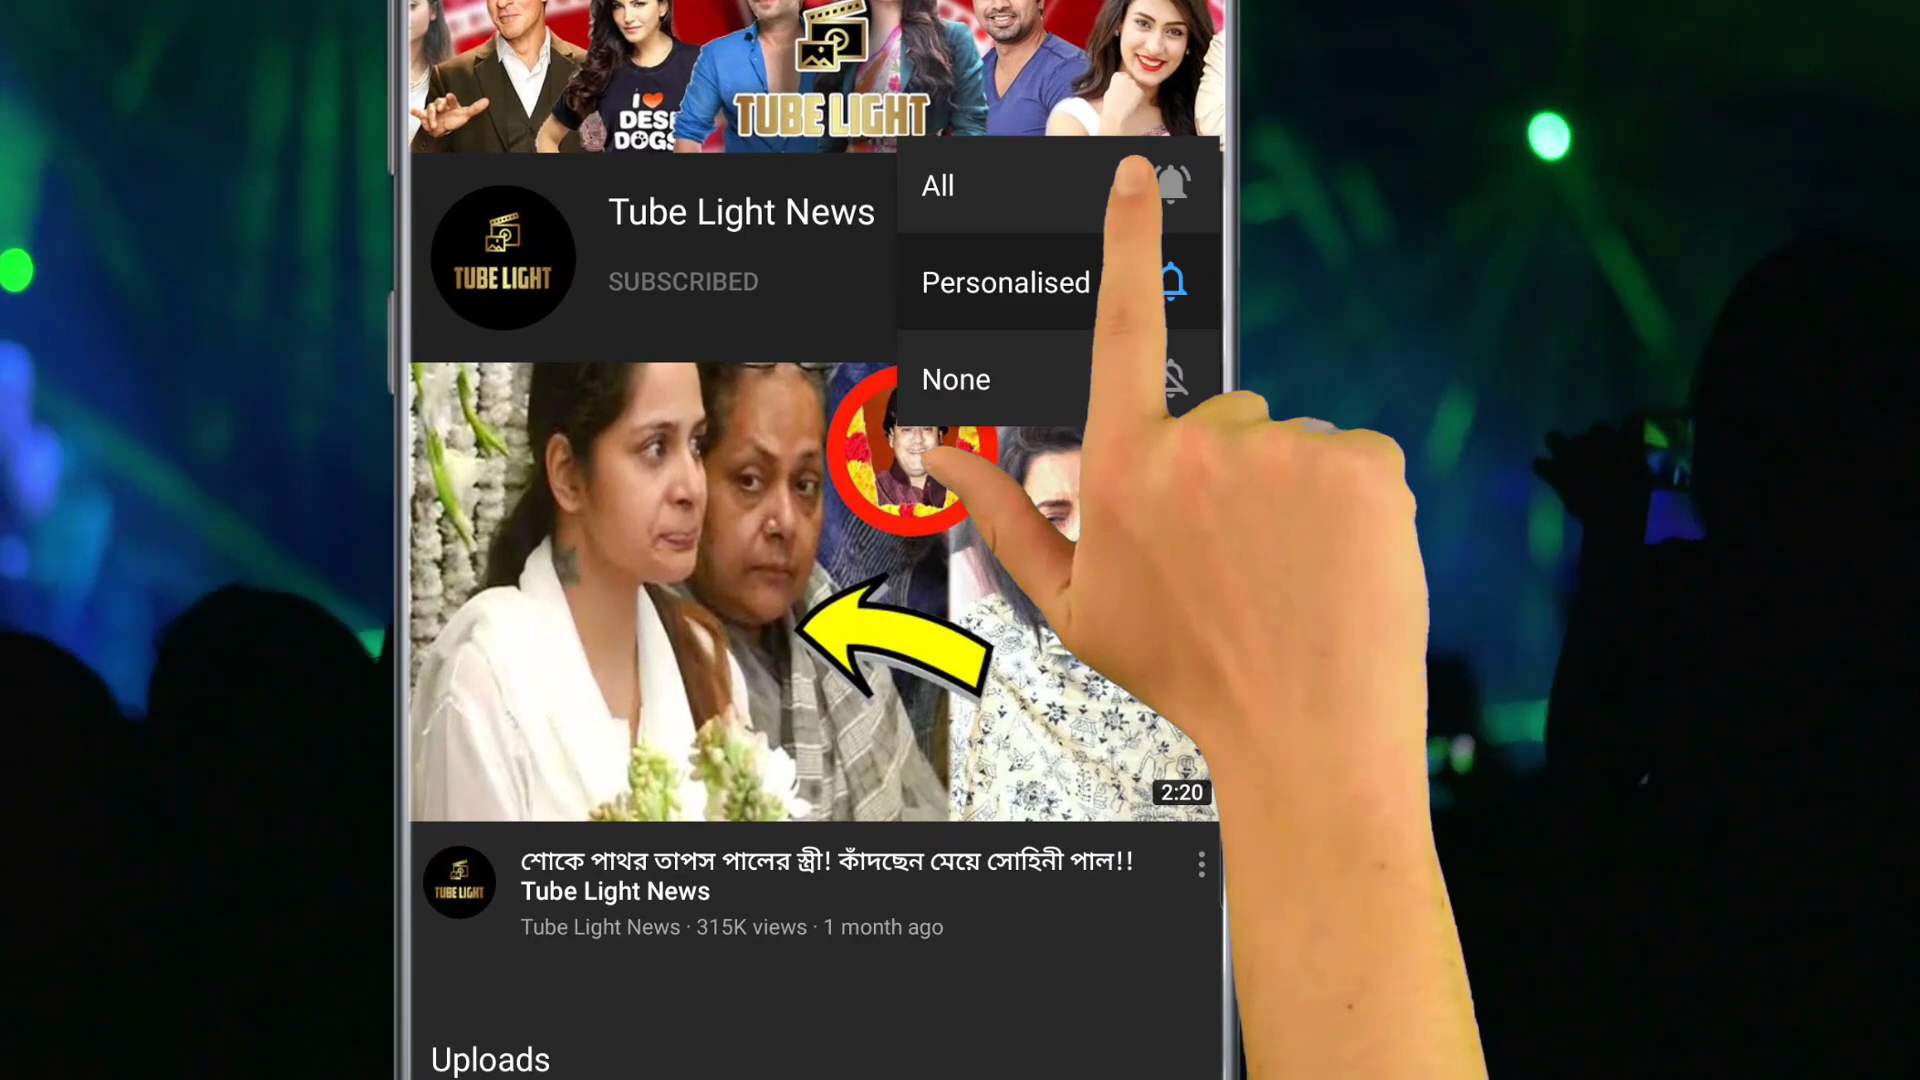 I ❤ DESI DOGS
TUBE LIGHT
All
Tube Light News
TUBE LIGHT
SUBSCRIBED
Personalised
None
2:20
শোকে পাথর তাপস পালের স্ত্রী! কাঁদছেন মেয়ে সোহিনী পাল!!
TUBE LIGHT
Tube Light News
Tube Light News · 315K views · 1 month ago
Uploads